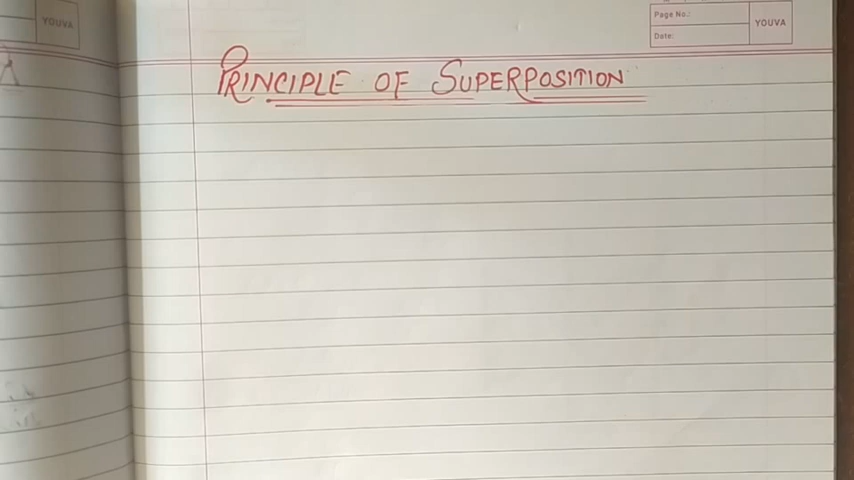 YOUVA
Page No.:
YOUVA
Date:
PRINCIPLE OF SUPERPOSITION